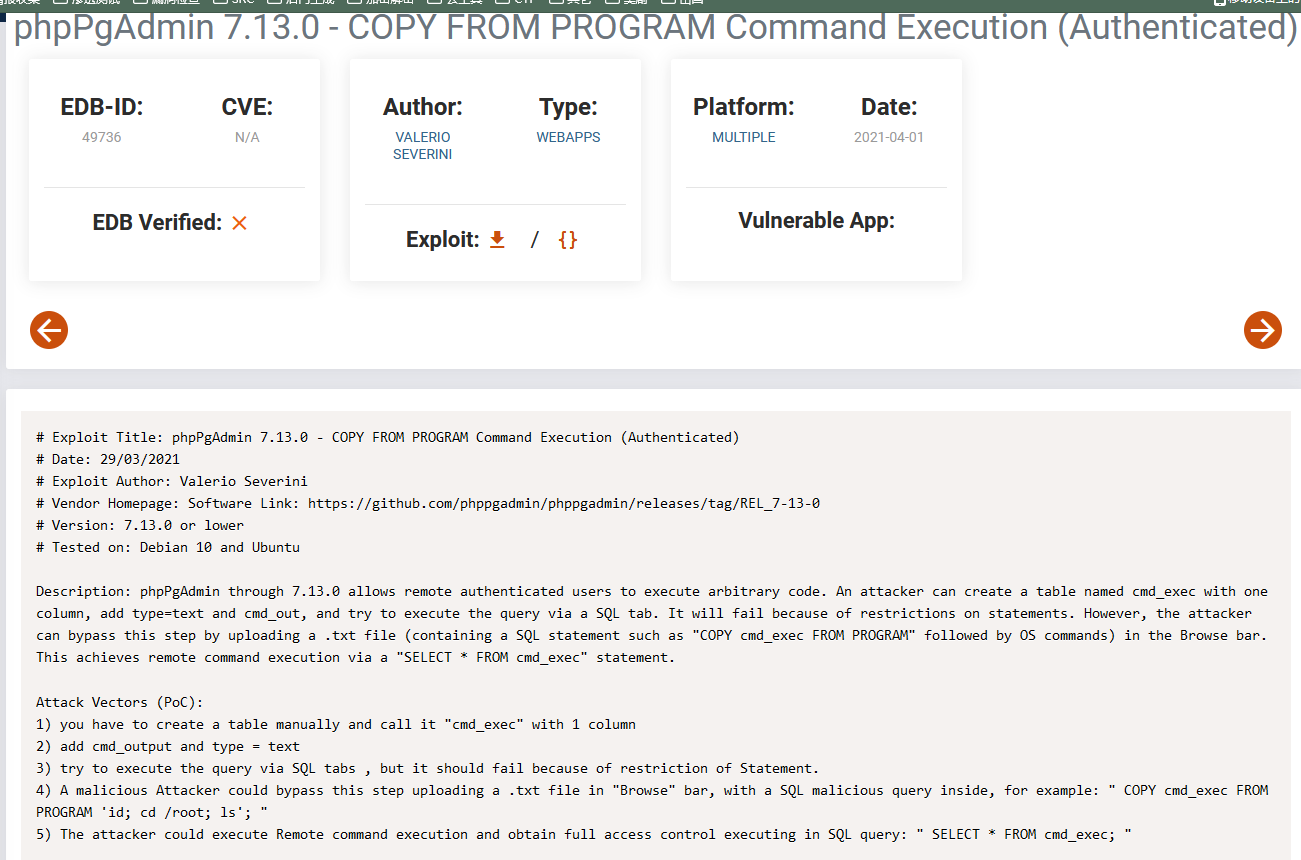 SRC
CTF
phpPgAdmin 7.13.0 - COPY FROM PROGRAM Command Execution (Authenticated)
EDB-ID:
49736
CVE:
N/A
Author:
VALERIO
SEVERINI
Type:
WEBAPPS
Platform:
MULTIPLE
Date:
2021-04-01
EDB Verified: ×
Exploit: / {}
Vulnerable App:
# Exploit Title: phpPgAdmin 7.13.0 - COPY FROM PROGRAM Command Execution (Authenticated)
# Date: 29/03/2021
# Exploit Author: Valerio Severini
# Vendor Homepage: Software Link: https://github.com/phppgadmin/phppgadmin/releases/tag/REL_7-13-0
# Version: 7.13.0 or lower
# Tested on: Debian 10 and Ubuntu
Description: phpPgAdmin through 7.13.0 allows remote authenticated users to execute arbitrary code. An attacker can create a table named cmd_exec with one
column, add type=text and cmd_out, and try to execute the query via a SQL tab. It will fail because of restrictions on statements. However, the attacker
can bypass this step by uploading a .txt file (containing a SQL statement such as "COPY cmd_exec FROM PROGRAM" followed by OS commands) in the Browse bar.
This achieves remote command execution via a "SELECT * FROM cmd_exec" statement.
Attack Vectors (PoC):
1) you have to create a table manually and call it "cmd_exec" with 1 column
2) add cmd_output and type = text
3) try to execute the query via SQL tabs , but it should fail because of restriction of Statement.
4) A malicious Attacker could bypass this step uploading a .txt file in "Browse" bar, with a SQL malicious query inside, for example: " COPY cmd_exec FROM
PROGRAM 'id; cd /root; ls'; "
5) The attacker could execute Remote command execution and obtain full access control executing in SQL query: " SELECT * FROM cmd_exec; "